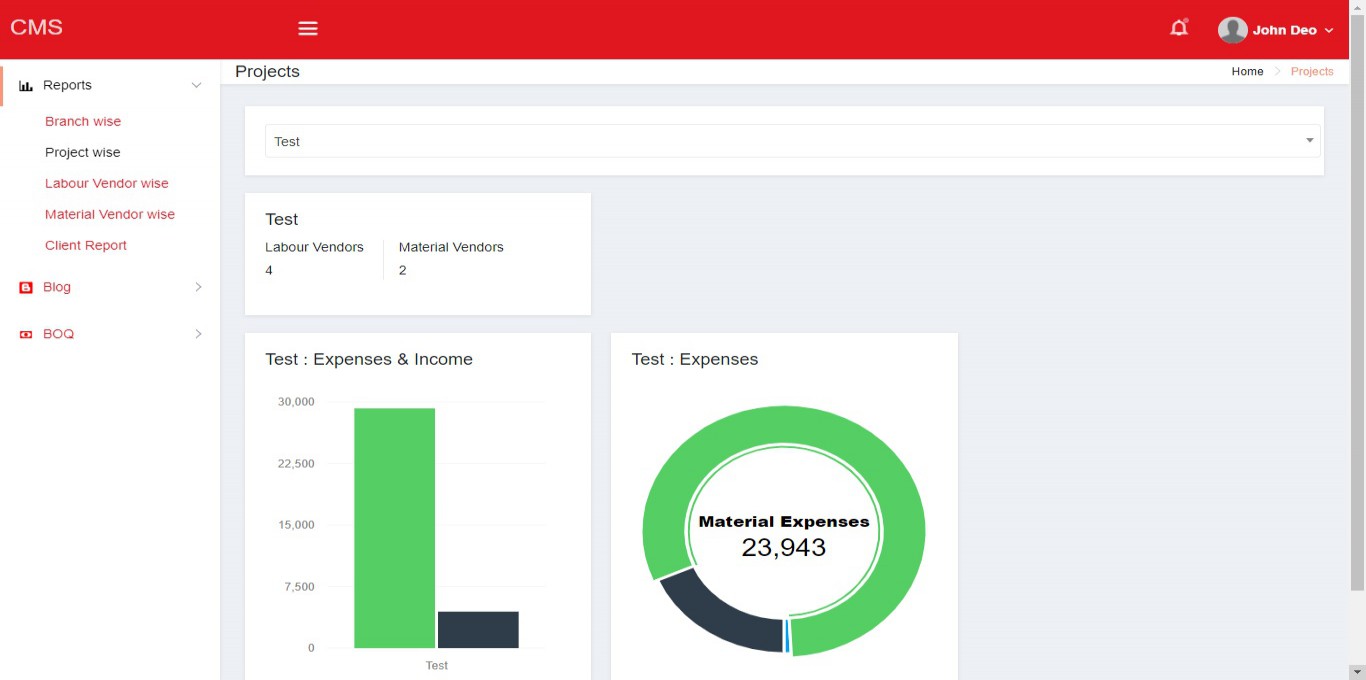 CMS
John Deo
Reports
Branch wise
Project wise
Labour Vendor wise
Material Vendor wise
Client Report
Blog
BOQ
Projects
Home Projects
Test
Test
Labour Vendors Material Vendors
4 2
Test : Expenses & Income
30,000
22,500
15,000
7,500
0
Test
Test : Expenses
Material Expenses
23,943